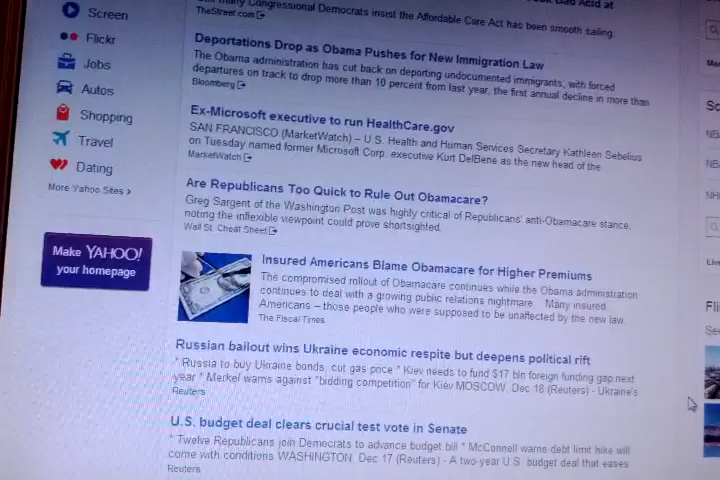 Congressional Democrats insist the Affordable Care Act has been smooth sailing.
TheStreet.com
Screen
Flickr
Jobs
Autos
Shopping
Travel
Dating
More Yahoo Sites >
Make YAHOO!
your homepage
Deportations Drop as Obama Pushes for New Immigration Law
The Obama administration has cut back on deporting undocumented immigrants, with forced
departures on track to drop more than 10 percent from last year, the first annual decline in more than
Bloomberg
Ex-Microsoft executive to run HealthCare.gov
SAN FRANCISCO (MarketWatch) – U.S. Health and Human Services Secretary Kathleen Sebelius
on Tuesday named former Microsoft Corp. executive Kurt DelBene as the new head of the
MarketWatch
Are Republicans Too Quick to Rule Out Obamacare?
Greg Sargent of the Washington Post was highly critical of Republicans' anti-Obamacare stance,
noting the inflexible viewpoint could prove shortsighted.
Wall St. Cheat Sheet
Insured Americans Blame Obamacare for Higher Premiums
The compromised rollout of Obamacare continues while the Obama administration
continues to deal with a growing public relations nightmare. Many insured
Americans – those people who were supposed to be unaffected by the new law
The Fiscal Times
Russian bailout wins Ukraine economic respite but deepens political rift
* Russia to buy Ukraine bonds, cut gas price * Kiev needs to fund $17 bln foreign funding gap next
year * Merkel warns against "bidding competition" for Kiev MOSCOW, Dec 18 (Reuters) - Ukraine's
Reuters
U.S. budget deal clears crucial test vote in Senate
* Twelve Republicans join Democrats to advance budget bill * McConnell warns debt limit hike will
come with conditions WASHINGTON, Dec 17 (Reuters) - A two-year U.S. budget deal that eases
Reuters